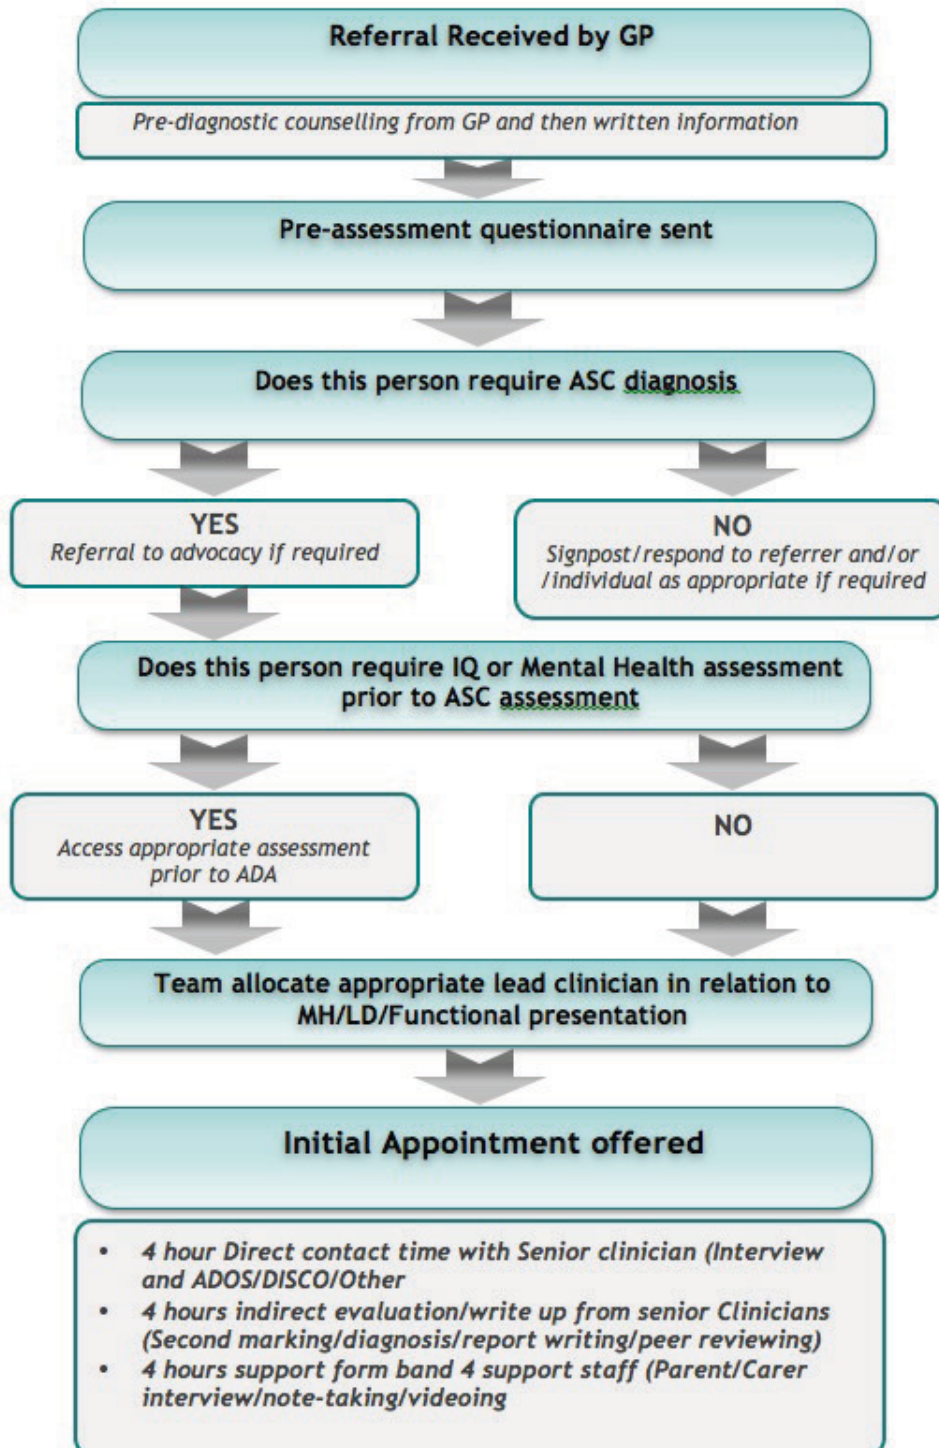 Referral Received by GP
Pre-diagnostic counselling from GP and then written information
Pre-assessment questionnaire sent
Does this person require ASC diagnosis
YES
Referral to advocacy if required
NO
Signpost/respond to referrer and/or
/individual as appropriate if required
Does this person require IQ or Mental Health assessment
prior to ASC assessment
YES
Access appropriate assessment
prior to ADA
NO
Team allocate appropriate lead clinician in relation to
MH/LD/Functional presentation
Initial Appointment offered
• 4 hour Direct contact time with Senior clinician (Interview
and ADOS/DISCO/Other
• 4 hours indirect evaluation/write up from senior Clinicians
(Second marking/diagnosis/report writing/peer reviewing)
• 4 hours support form band 4 support staff (Parent/Carer
interview/note-taking/videoing